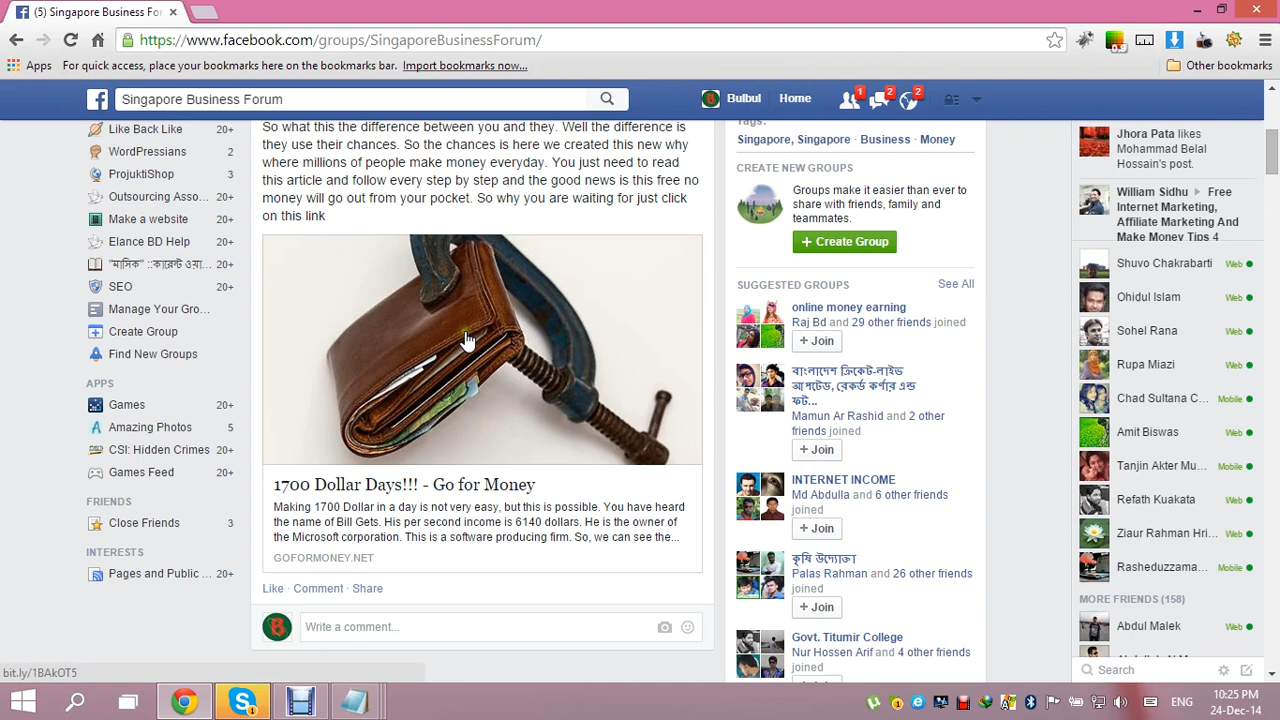 (5) Singapore Business For
https://www.facebook.com/groups/SingaporeBusinessForum/
0.5
Apps
For quick access, place your bookmarks here on the bookmarks bar. Import bookmarks now...
Other bookmarks
Singapore Business Forum
Bulbul
Home
1
2
2
Like Back Like 20+
WordPressians 2
ProjuktiShop 3
Outsourcing Asso... 20+
Make a website 20+
Elance BD Help 20+
"মাসিক" ::কারেন্ট ওয়া... 20+
SEO 20+
Manage Your Gro...
Create Group
Find New Groups
APPS
Games 20+
Amazing Photos 5
CSI: Hidden Crimes 20+
Games Feed 20+
FRIENDS
Close Friends 3
INTERESTS
Pages and Public ... 20+
So what this the difference between you and they. Well the difference is
they use their chances. So the chances is here we created this new why
where millions of people make money everyday. You just need to read
this article and follow every step by step and the good news is this free no
money will go out from your pocket. So why you are waiting for just click
on this link
1700 Dollar Days!!! - Go for Money
Making 1700 Dollar in a day is not very easy, but this is possible. You have heard
the name of Bill Gets. His per second income is 6140 dollars. He is the owner of
the Microsoft corporation. This is a software producing firm. So, we can see the...
GOFORMONEY.NET
Like · Comment · Share
Write a comment...
Tags:
Singapore, Singapore · Business · Money
CREATE NEW GROUPS
Groups make it easier than ever to
share with friends, family and
teammates.
+ Create Group
SUGGESTED GROUPS
See All
online money earning
Raj Bd and 29 other friends joined
+ Join
বাংলাদেশ ক্রিকেট-লাইভ
আপটেড, রেকর্ড কর্ণার এন্ড
ফট...
Mamun Ar Rashid and 2 other
friends joined
+ Join
INTERNET INCOME
Md Abdulla and 6 other friends
joined
+ Join
কৃষি উদ্যোক্তা
Palas Rahman and 26 other friends
joined
+ Join
Govt. Titumir College
Nur Hossen Arif and 4 other friends
joined
Jhora Pata likes
Mohammad Belal
Hossain's post.
William Sidhu ▸ Free
Internet Marketing,
Affiliate Marketing And
Make Money Tips 4
Shuvo Chakrabarti Web
Ohidul Islam Web
Sohel Rana Web
Rupa Miazi Web
Chad Sultana C... Mobile
Amit Biswas Web
Tanjin Akter Mu... Mobile
Refath Kuakata Web
Ziaur Rahman Hri... Web
Rasheduzzama... Mobile
MORE FRIENDS (158)
Abdul Malek Web
Search
bit.ly/1BAkOT5
ENG
10:25 PM
24-Dec-14